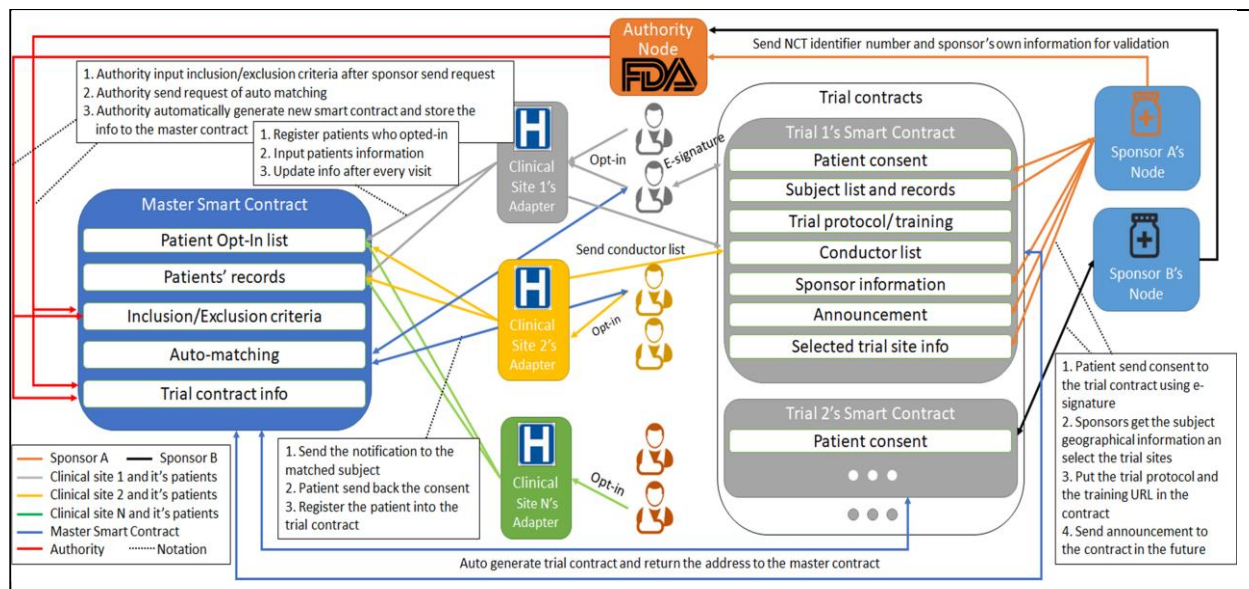 Authority
Node
FDA
Send NCT identifier number and sponsor's own information for validation
1. Authority input inclusion/exclusion criteria after sponsor send request
2. Authority send request of auto matching
3. Authority automatically generate new smart contract and store the
info to the master contract
1. Register patients who opted-in
2. Input patients information
3. Update info after every visit
Master Smart Contract
Patient Opt-In list
Patients' records
Inclusion/Exclusion criteria
Auto-matching
Trial contract info
H
Clinical
Site 1's
Adapter
Opt-in
E-signature
Send conductor list
H
Clinical
Site 2's
Adapter
Opt-in
H
Clinical
Site N's
Adapter
Opt-in
Trial contracts
Trial 1's Smart Contract
Patient consent
Subject list and records
Trial protocol/ training
Conductor list
Sponsor information
Announcement
Selected trial site info
Trial 2's Smart Contract
Patient consent
Sponsor A's
Node
Sponsor B's
Node
1. Patient send consent to
the trial contract using e-
signature
2. Sponsors get the subject
geographical information an
select the trial sites
3. Put the trial protocol and
the training URL in the
contract
4. Send announcement to
the contract in the future
1. Send the notification to the
matched subject
2. Patient send back the consent
3. Register the patient into the
trial contract
Sponsor A Sponsor B
Clinical site 1 and it's patients
Clinical site 2 and it's patients
Clinical site N and it's patients
Master Smart Contract
Authority Notation
Auto generate trial contract and return the address to the master contract